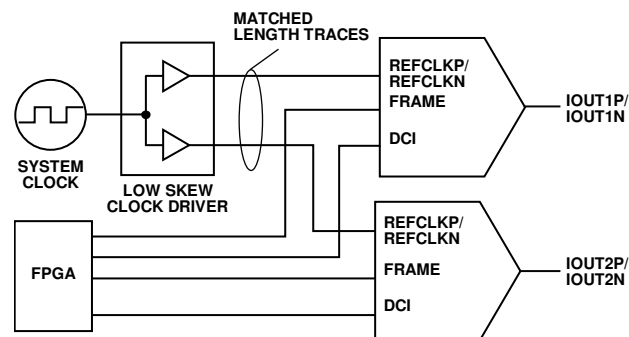 MATCHED
LENGTH TRACES
SYSTEM
CLOCK
LOW SKEW
CLOCK DRIVER
REFCLKP/
REFCLKN
FRAME
DCI
IOUT1P/
IOUT1N
FPGA
REFCLKP/
REFCLKN
FRAME
DCI
IOUT2P/
IOUT2N